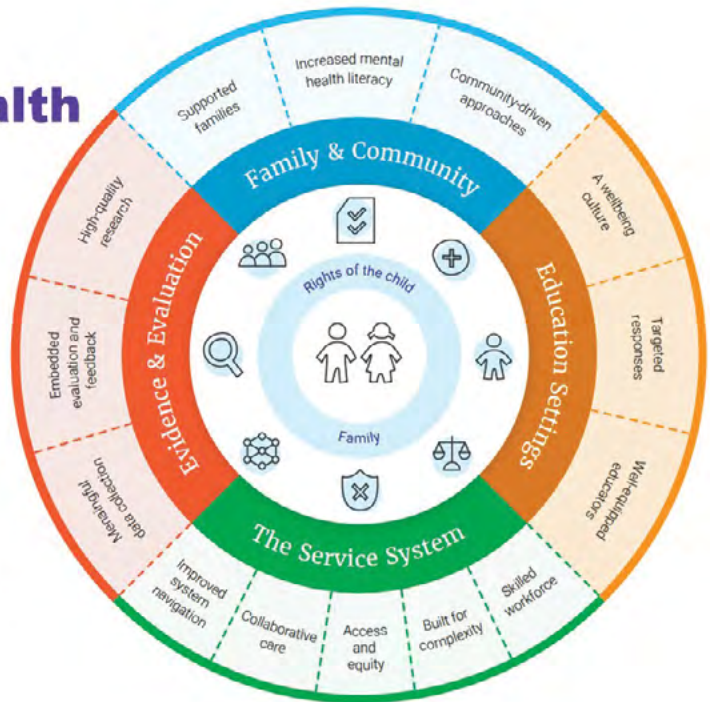 alth
Supported
families
Increased mental
health literacy
Community-driven
approaches
Family & Community
A wellbeing
culture
Targeted
responses
Well-equipped
educators
Education Settings
Skilled
workforce
Built for
complexity
Access
and
equity
Collaborative
care
Improved
system
navigation
The Service System
Meaningful
data collection
Embedded
evaluation and
feedback
High-quality
research
Evidence & Evaluation
Rights of the child
Family